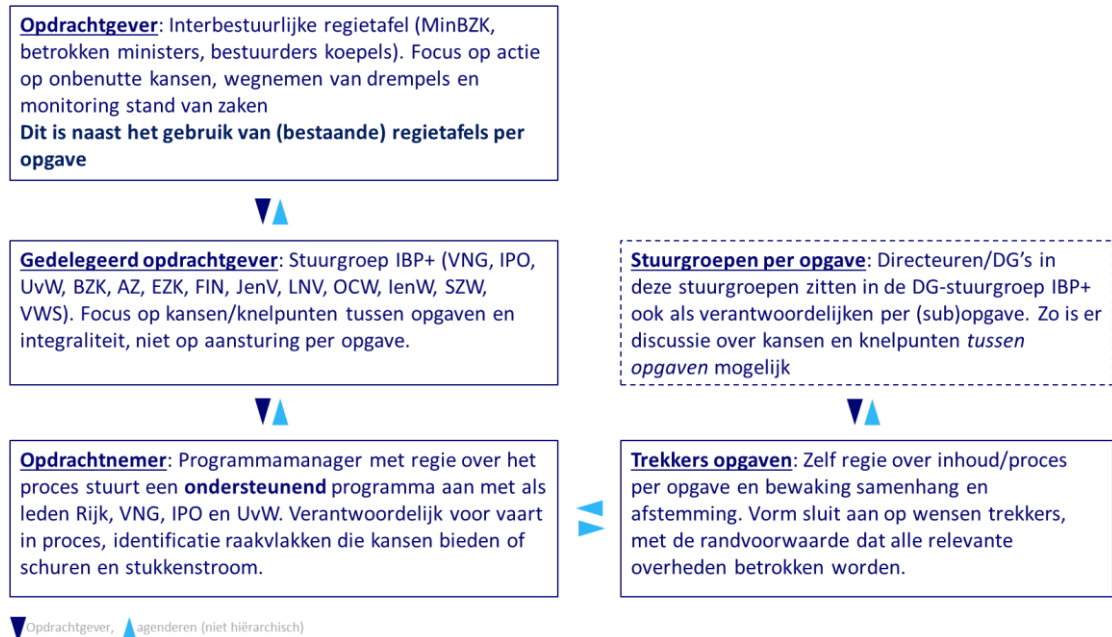 Opdrachtgever: Interbestuurlijke regietafel (MinBZK,
betrokken ministers, bestuurders koepels). Focus op actie
op onbenutte kansen, wegnemen van drempels en
monitoring stand van zaken
Dit is naast het gebruik van (bestaande) regietafels per
opgave
Gedelegeerd opdrachtgever: Stuurgroep IBP+ (VNG, IPO,
UvW, BZK, AZ, EZK, FIN, JenV, LNV, OCW, IenW, SZW,
VWS). Focus op kansen/knelpunten tussen opgaven en
integraliteit, niet op aansturing per opgave.
Stuurgroepen per opgave: Directeuren/DG's in
deze stuurgroepen zitten in de DG-stuurgroep IBP+
ook als verantwoordelijken per (sub)opgave. Zo is er
discussie over kansen en knelpunten tussen
opgaven mogelijk
Opdrachtnemer: Programmamanager met regie over het
proces stuurt een ondersteunend programma aan met als
leden Rijk, VNG, IPO en UvW. Verantwoordelijk voor vaart
in proces, identificatie raakvlakken die kansen bieden of
schuren en stukkenstroom.
Trekkers opgaven: Zelf regie over inhoud/proces
per opgave en bewaking samenhang en
afstemming. Vorm sluit aan op wensen trekkers,
met de randvoorwaarde dat alle relevante
overheden betrokken worden.
Opdrachtgever, agenderen (niet hiërarchisch)